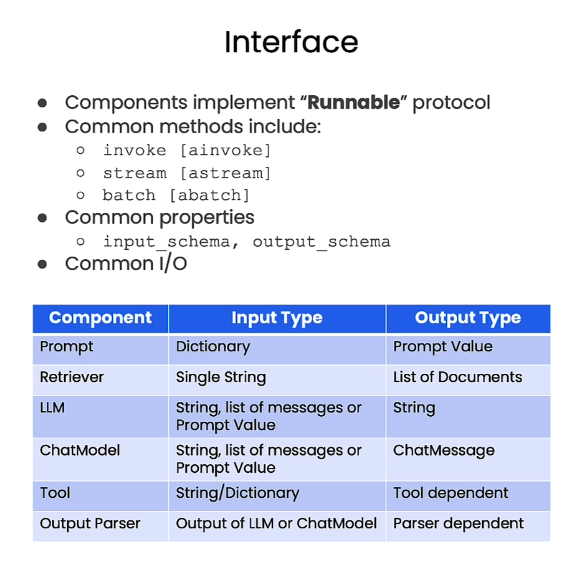 Interface
● Components implement “Runnable” protocol
● Common methods include:
○ invoke [ainvoke]
○ stream [astream]
○ batch [abatch]
● Common properties
○ input_schema, output_schema
● Common I/O
Component Input Type Output Type
Prompt Dictionary Prompt Value
Retriever Single String List of Documents
LLM String, list of messages or String
Prompt Value
ChatModel String, list of messages or ChatMessage
Prompt Value
Tool String/Dictionary Tool dependent
Output Parser Output of LLM or ChatModel Parser dependent